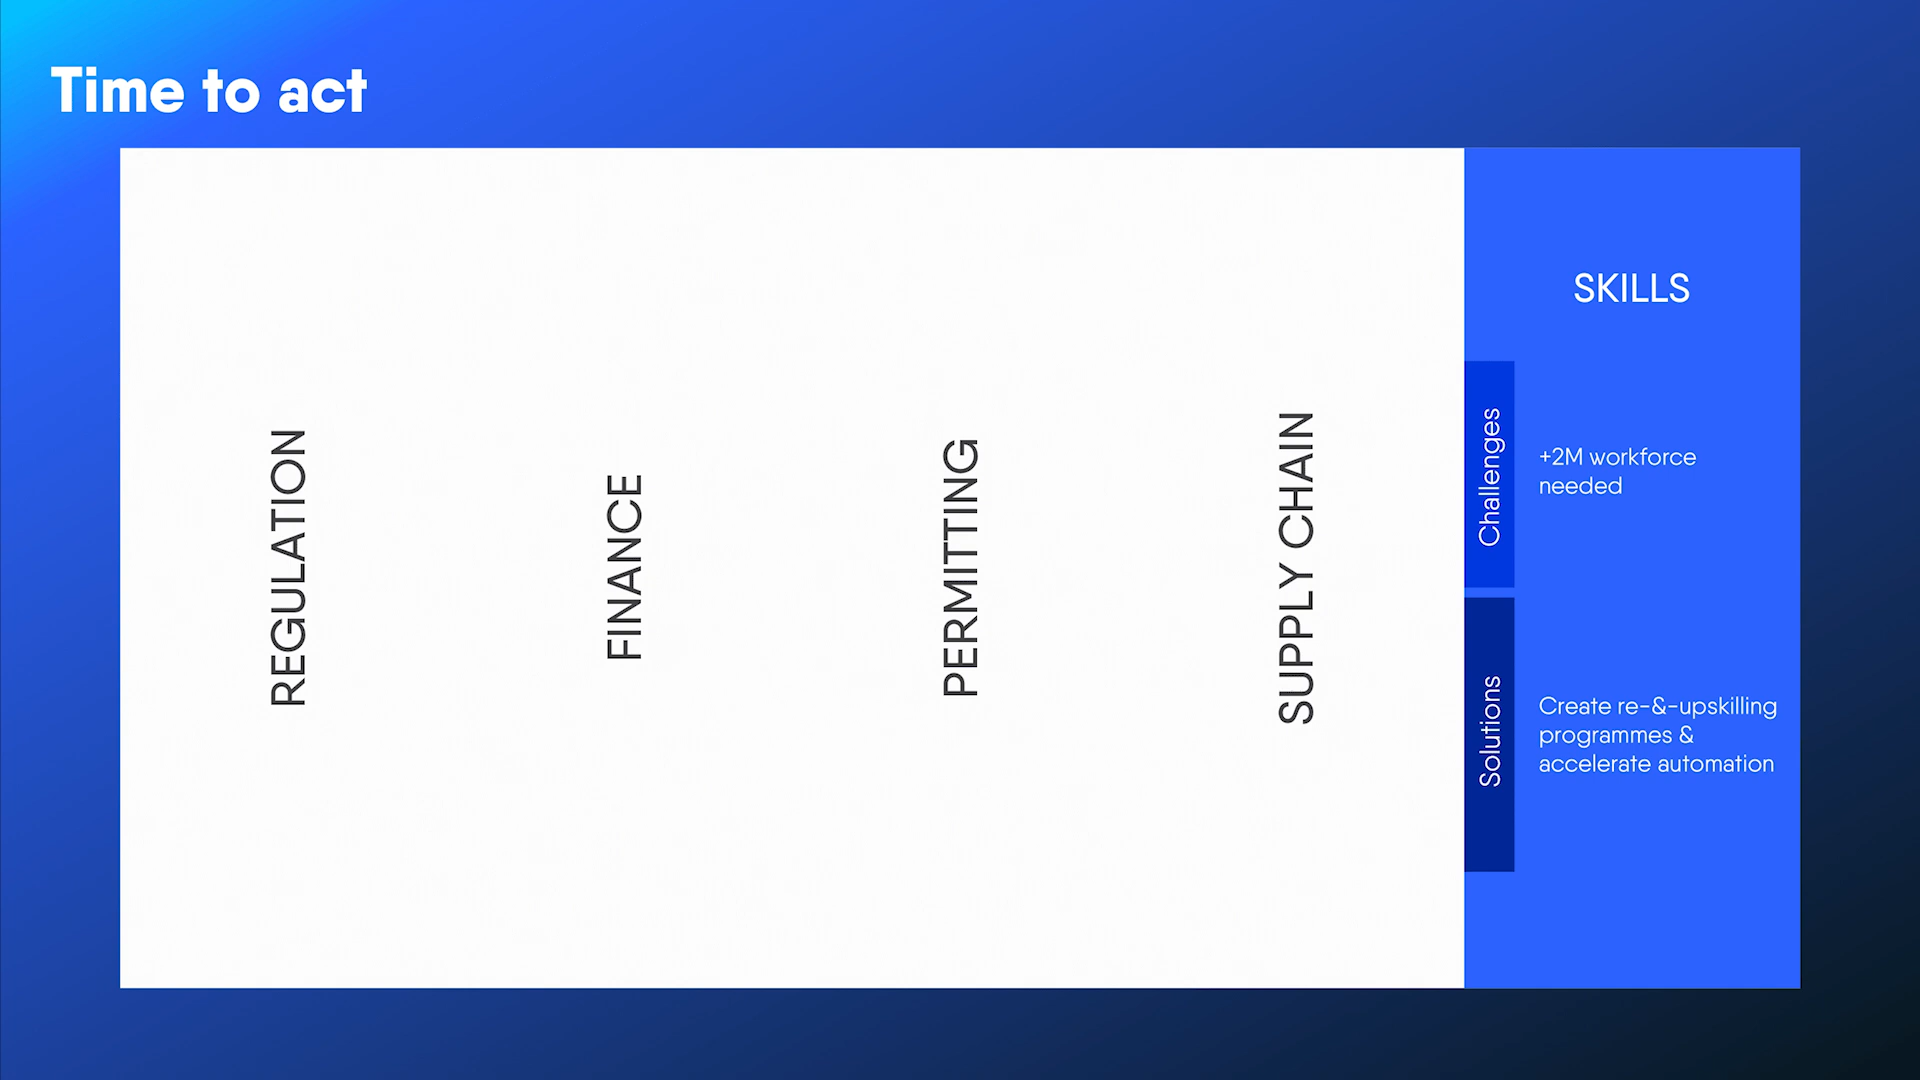 Time to act
REGULATION
FINANCE
PERMITTING
SUPPLY CHAIN
SKILLS
Challenges
+2M workforce
needed
Solutions
Create re-&-upskilling
programmes &
accelerate automation